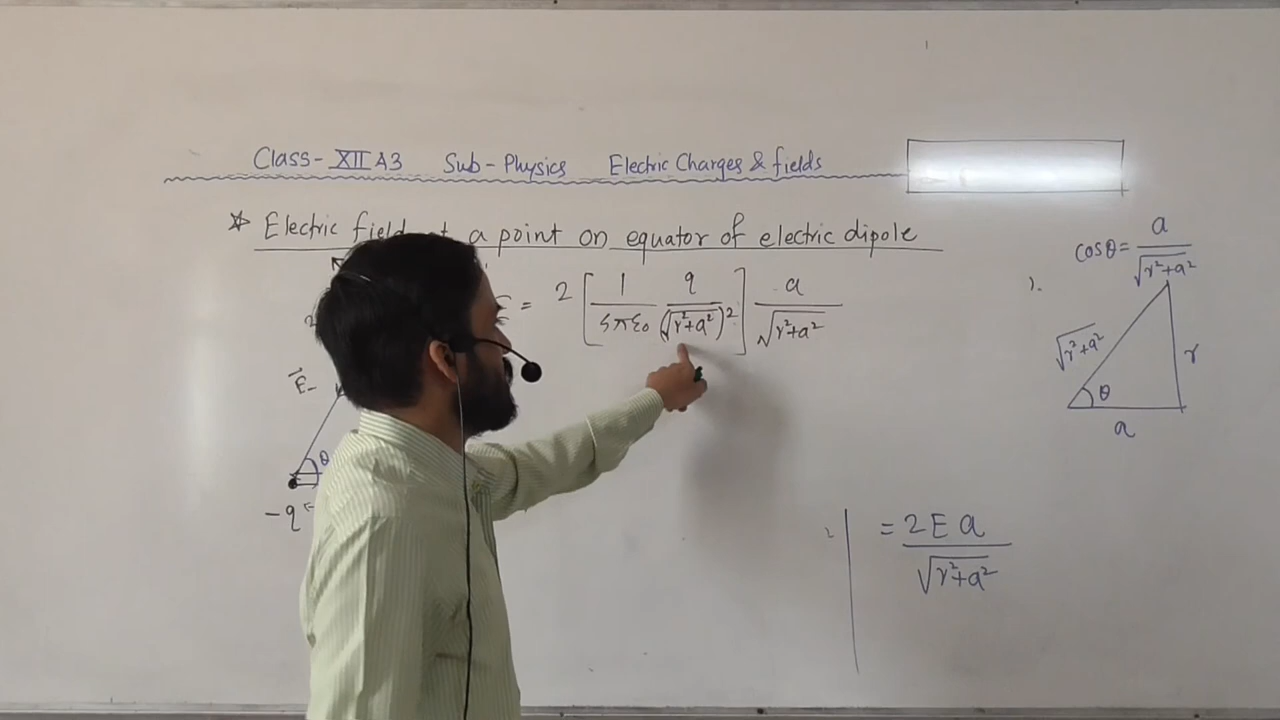 Class-XII A3 Sub-Physics Electric Charges & fields
☆ Electric field a point on equator of electric dipole
= 2 [ 1/4πε₀ q/(√r²+a²)² ] a/√r²+a²
cosθ= a/√r²+a²
√r²+a²
r
θ
a
E⃗-
θ
-q
= 2Ea/√r²+a²